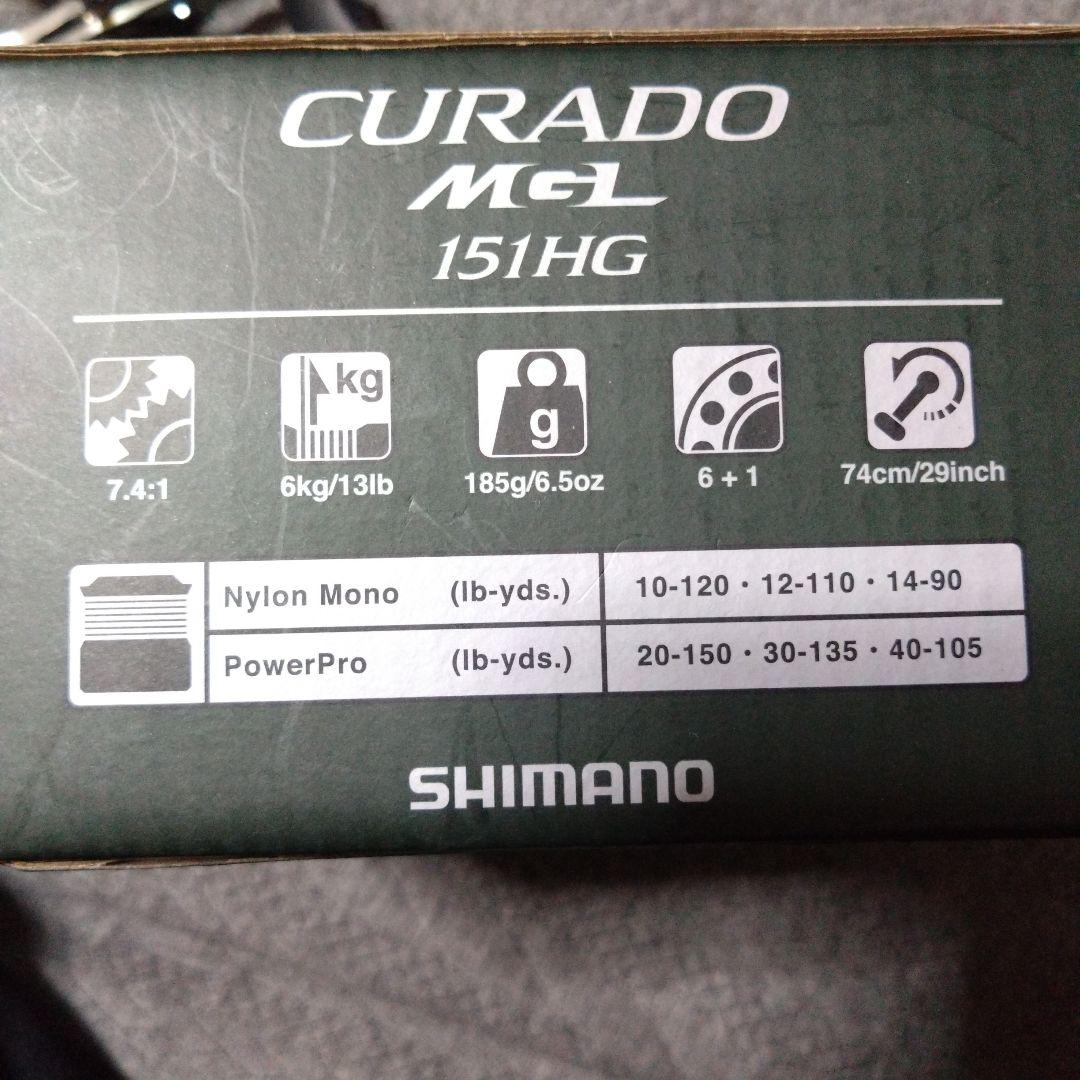 CURADO
MGL
151HG
kg
g
7.4:1 6kg/13lb 185g/6.5oz 6 + 1 74cm/29inch
Nylon Mono (lb-yds.) 10-120・12-110・14-90
PowerPro (lb-yds.) 20-150・30-135・40-105
SHIMANO